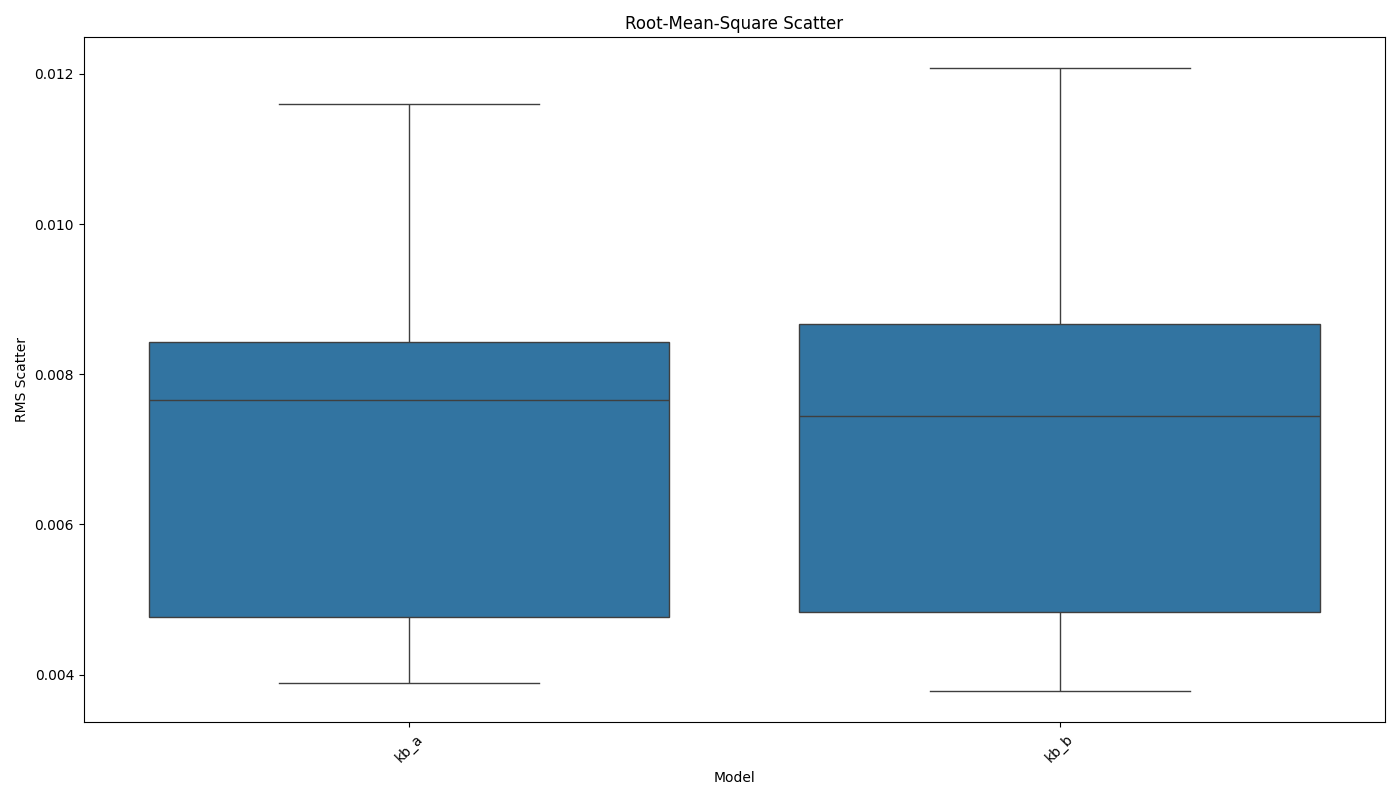 Root-Mean-Square Scatter
RMS Scatter
0.012
0.010
0.008
0.006
0.004
kb_a
kb_b
Model